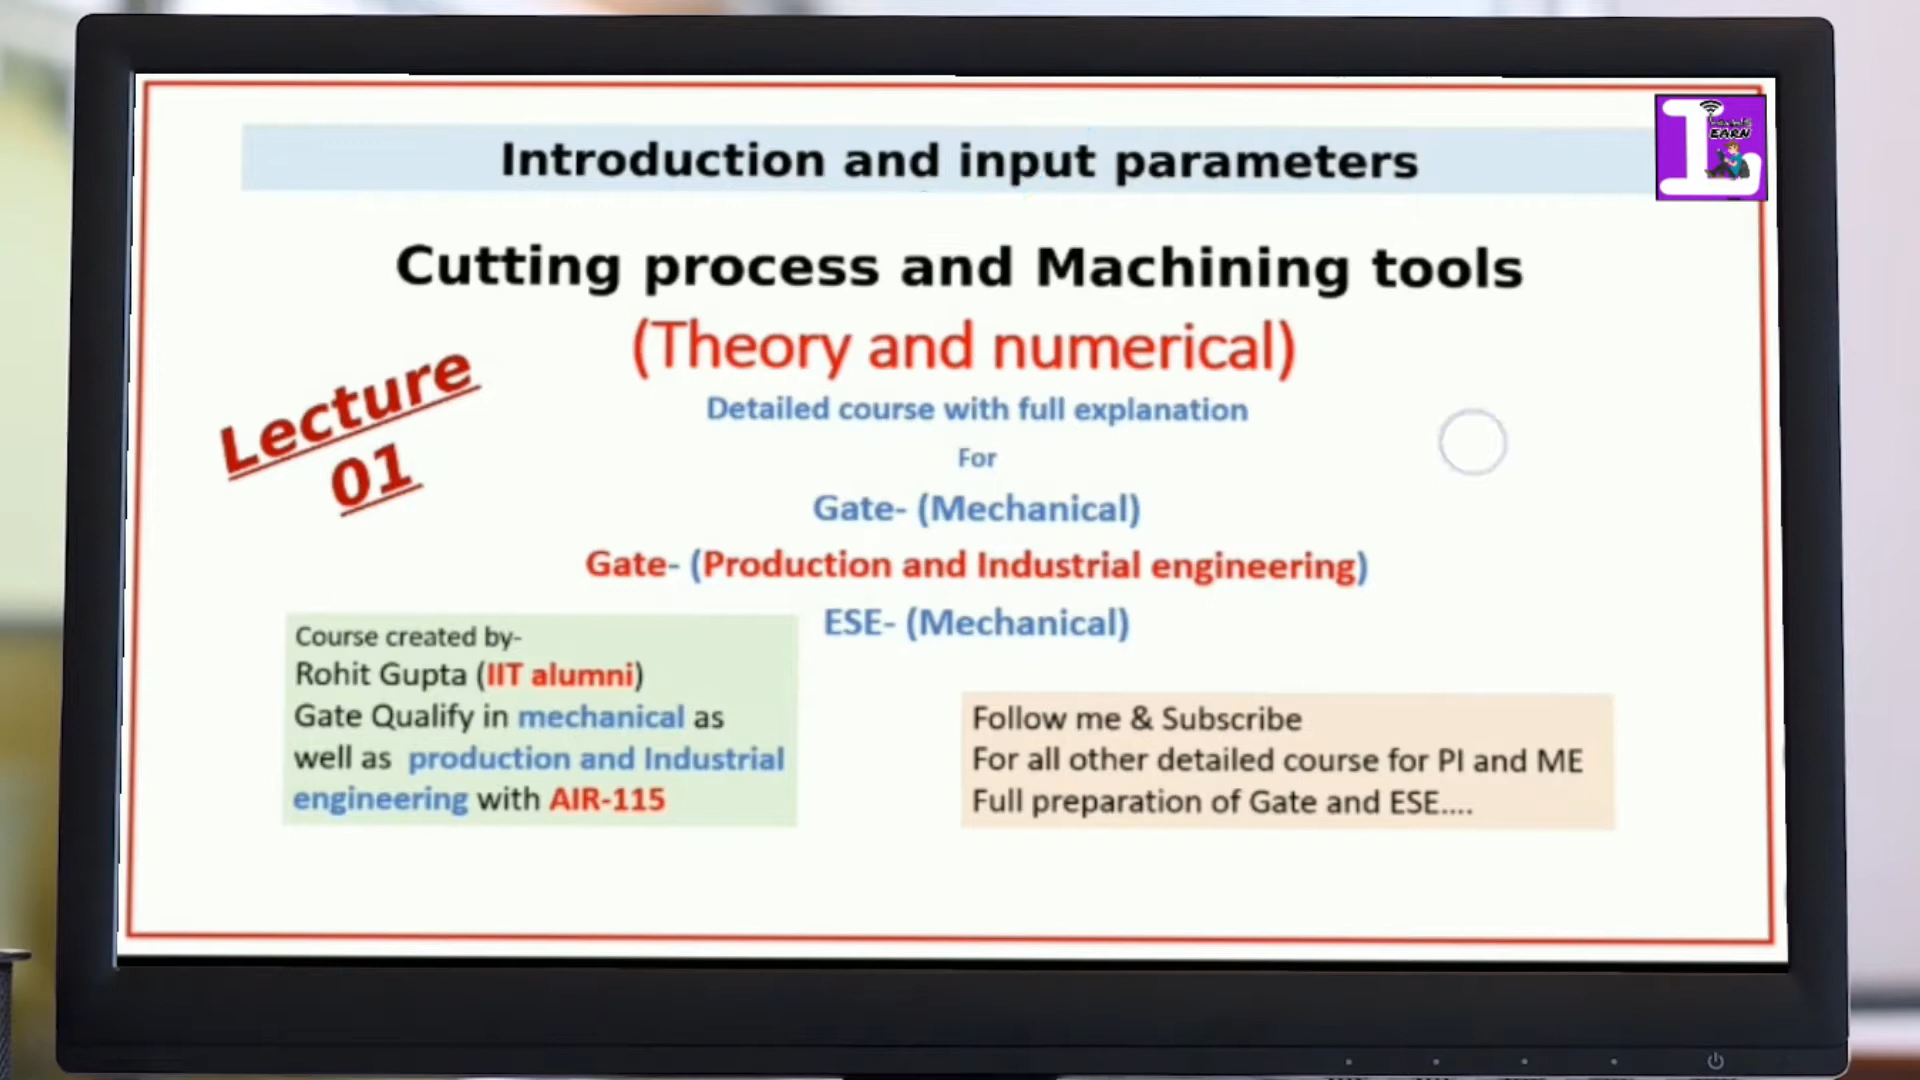 Introduction and input parameters
EARN
Cutting process and Machining tools
(Theory and numerical)
Lecture
01
Detailed course with full explanation
For
Gate- (Mechanical)
Gate- (Production and Industrial engineering)
ESE- (Mechanical)
Course created by-
Rohit Gupta (IIT alumni)
Gate Qualify in mechanical as
well as production and Industrial
engineering with AIR-115
Follow me & Subscribe
For all other detailed course for PI and ME
Full preparation of Gate and ESE....